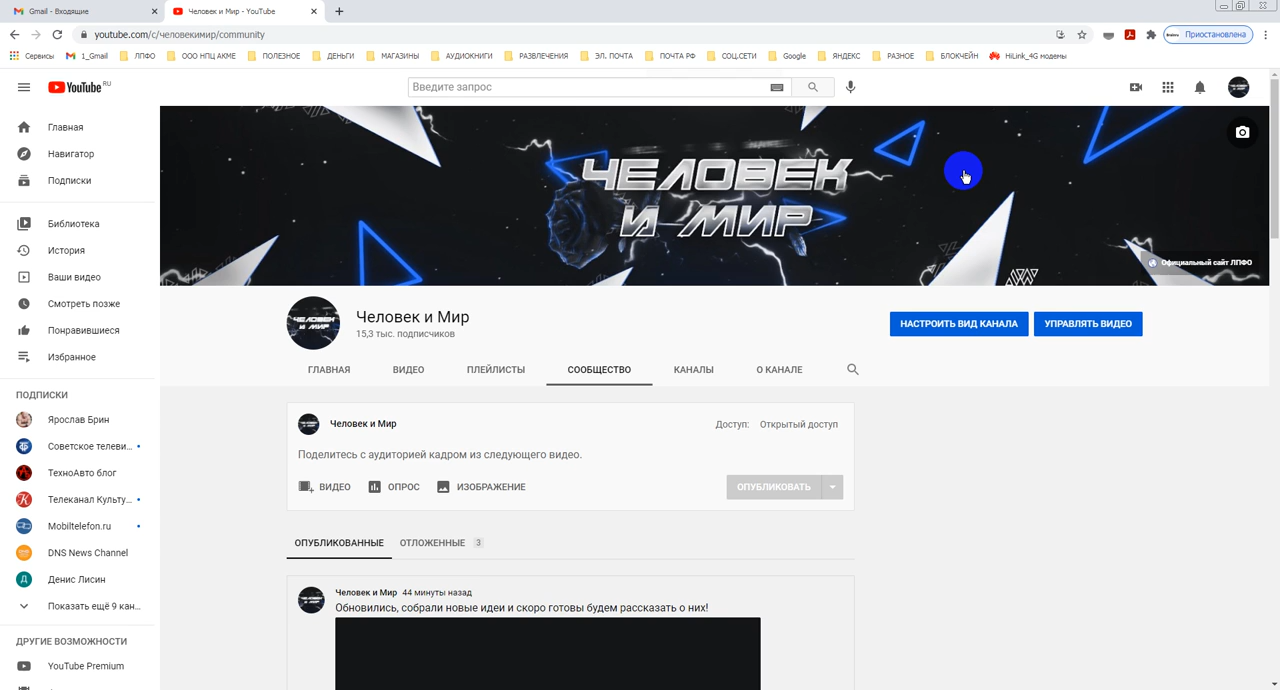 Gmail - Входящие
Человек и Мир - YouTube
youtube.com/c/человекимир/community
Приостановлена
Сервисы
1_Gmail
ЛПФО
ООО НПЦ АКМЕ
ПОЛЕЗНОЕ
ДЕНЬГИ
МАГАЗИНЫ
АУДИОКНИГИ
РАЗВЛЕЧЕНИЯ
ЭЛ. ПОЧТА
ПОЧТА РФ
СОЦ.СЕТИ
Google
ЯНДЕКС
РАЗНОЕ
БЛОКЧЕЙН
HiLink_4G модемы
YouTube RU
Введите запрос
Главная
Навигатор
Подписки
Библиотека
История
Ваши видео
Смотреть позже
Понравившиеся
Избранное
ПОДПИСКИ
Ярослав Брин
Советское телеви...
ТехноАвто блог
Телеканал Культу...
Mobiltelefon.ru
DNS News Channel
Д
Денис Лисин
Показать ещё 9 кан...
ДРУГИЕ ВОЗМОЖНОСТИ
YouTube Premium
ЧЕЛОВЕК
И МИР
Официальный сайт ЛПФО
Человек и Мир
15,3 тыс. подписчиков
НАСТРОИТЬ ВИД КАНАЛА
УПРАВЛЯТЬ ВИДЕО
ГЛАВНАЯ
ВИДЕО
ПЛЕЙЛИСТЫ
СООБЩЕСТВО
КАНАЛЫ
О КАНАЛЕ
Человек и Мир
Доступ: Открытый доступ
Поделитесь с аудиторией кадром из следующего видео.
ВИДЕО
ОПРОС
ИЗОБРАЖЕНИЕ
ОПУБЛИКОВАТЬ
ОПУБЛИКОВАННЫЕ
ОТЛОЖЕННЫЕ 3
Человек и Мир 44 минуты назад
Обновились, собрали новые идеи и скоро готовы будем рассказать о них!